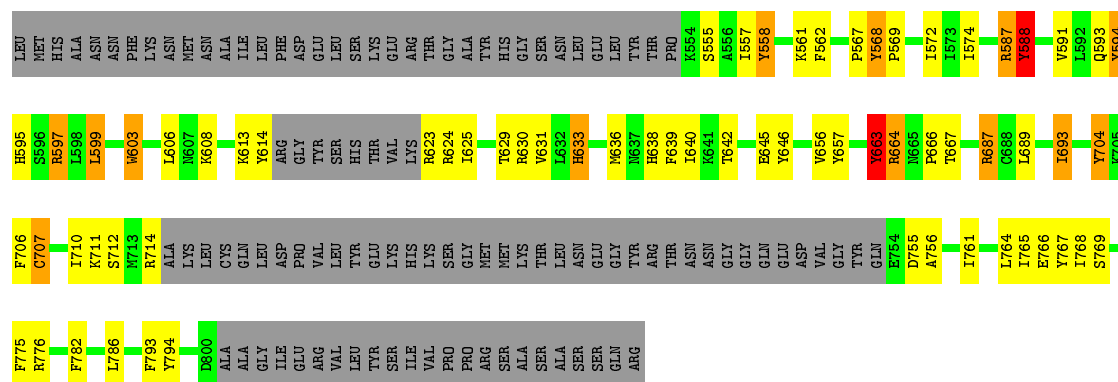 LEU MET HIS ALA ASN ASN PHE LYS ASN MET ASN ALA ILE LEU PHE ASP GLU LEU SER LYS GLU ARG THR GLY ALA TYR HIS GLY SER ASN LEU GLU LEU TYR THR PRO K554 S555 A556 I557 Y558 K561 F562 P567 Y568 P569 I572 I573 I574 R587 Y588 V591 L592 Q593 Y594
H595 S596 R597 L598 L599 W603 L606 N607 K608 K613 Y614 ARG GLY TYR SER HIS THR VAL LYS R623 R624 I625 T629 R630 V631 L632 H633 M636 N637 H638 F639 I640 K641 T642 E645 Y646 V656 Y657 Y663 R664 N665 P666 T667 R687 C688 L689 I693 Y704 K705
F706 C707 I710 K711 S712 M713 R714 ALA LYS LEU CYS GLN LEU ASP PRO VAL LEU TYR GLU LYS HIS LYS SER GLY MET MET LYS THR LEU ASN GLU GLY TYR ARG THR ASN ASN GLY GLY GLN GLU ASP VAL GLY TYR GLN E754 D755 A756 I761 L764 I765 E766 Y767 I768 S769
F775 R776 F782 L786 F793 Y794 D800 ALA ALA GLY ILE GLU ARG VAL LEU TYR SER ILE VAL PRO PRO ARG SER ALA SER ALA SER SER GLN ARG